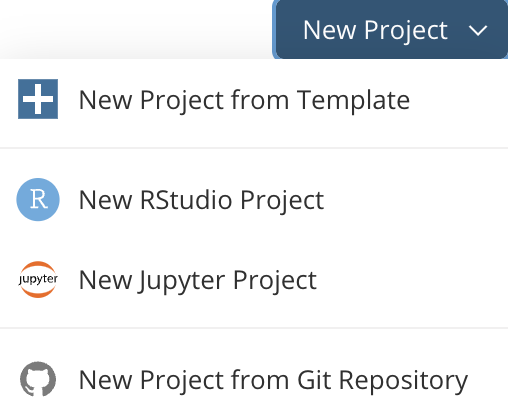 New Project
New Project from Template
R
New RStudio Project
jupyter
New Jupyter Project
New Project from Git Repository